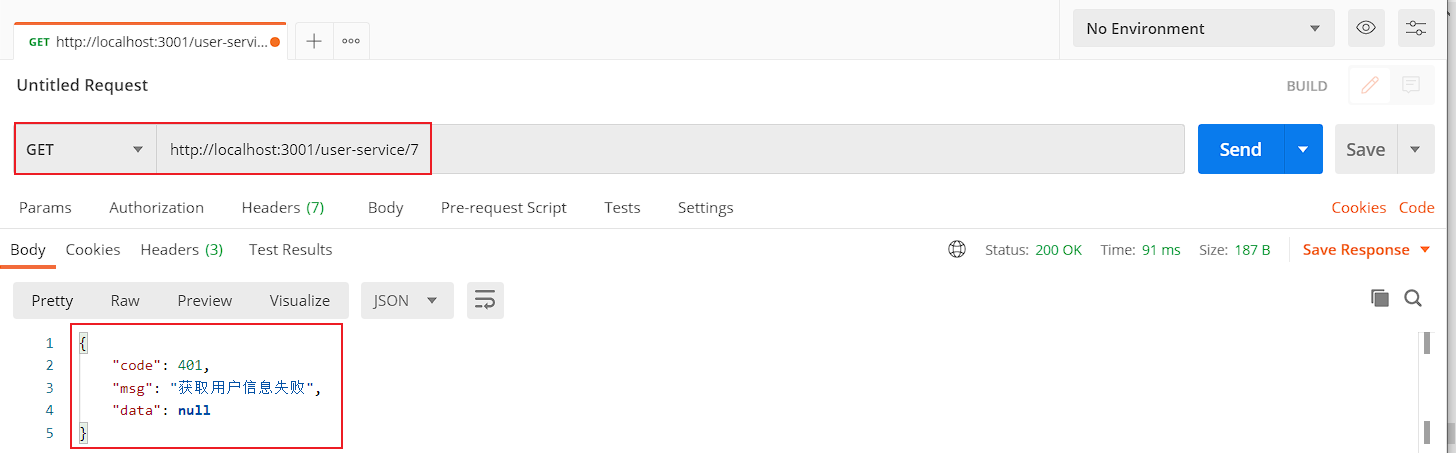 GET http://localhost:3001/user-servi...
No Environment
Untitled Request
BUILD
GET http://localhost:3001/user-service/7
Send
Save
Params Authorization Headers (7) Body Pre-request Script Tests Settings
Cookies Code
Body Cookies Headers (3) Test Results
Status: 200 OK Time: 91 ms Size: 187 B Save Response
Pretty Raw Preview Visualize JSON
1 {
2 "code": 401,
3 "msg": "获取用户信息失败",
4 "data": null
5 }